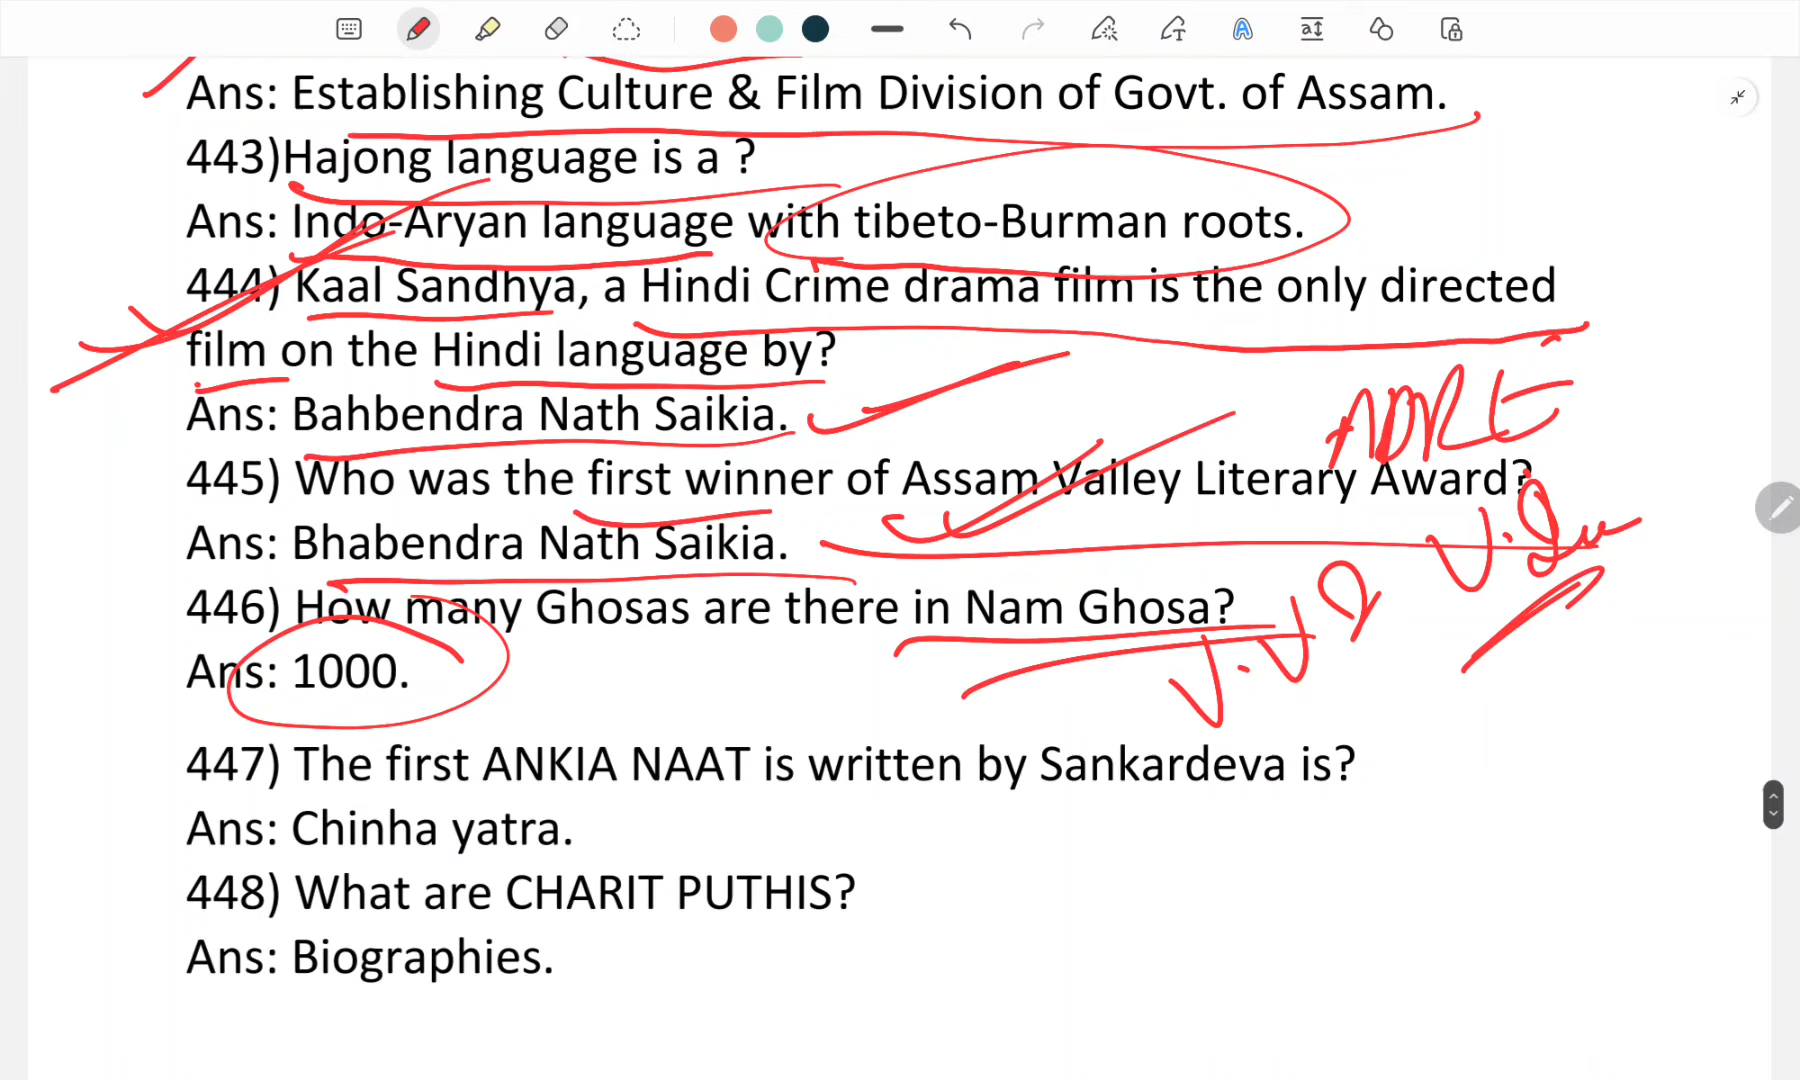 Ans: Establishing Culture & Film Division of Govt. of Assam.
443)Hajong language is a ?
Ans: Indo-Aryan language with tibeto-Burman roots.
444) Kaal Sandhya, a Hindi Crime drama film is the only directed
film on the Hindi language by?
Ans: Bahbendra Nath Saikia.
ADRE
445) Who was the first winner of Assam Valley Literary Award?
Ans: Bhabendra Nath Saikia.
446) How many Ghosas are there in Nam Ghosa?
Ans: 1000.
447) The first ANKIA NAAT is written by Sankardeva is?
Ans: Chinha yatra.
448) What are CHARIT PUTHIS?
Ans: Biographies.